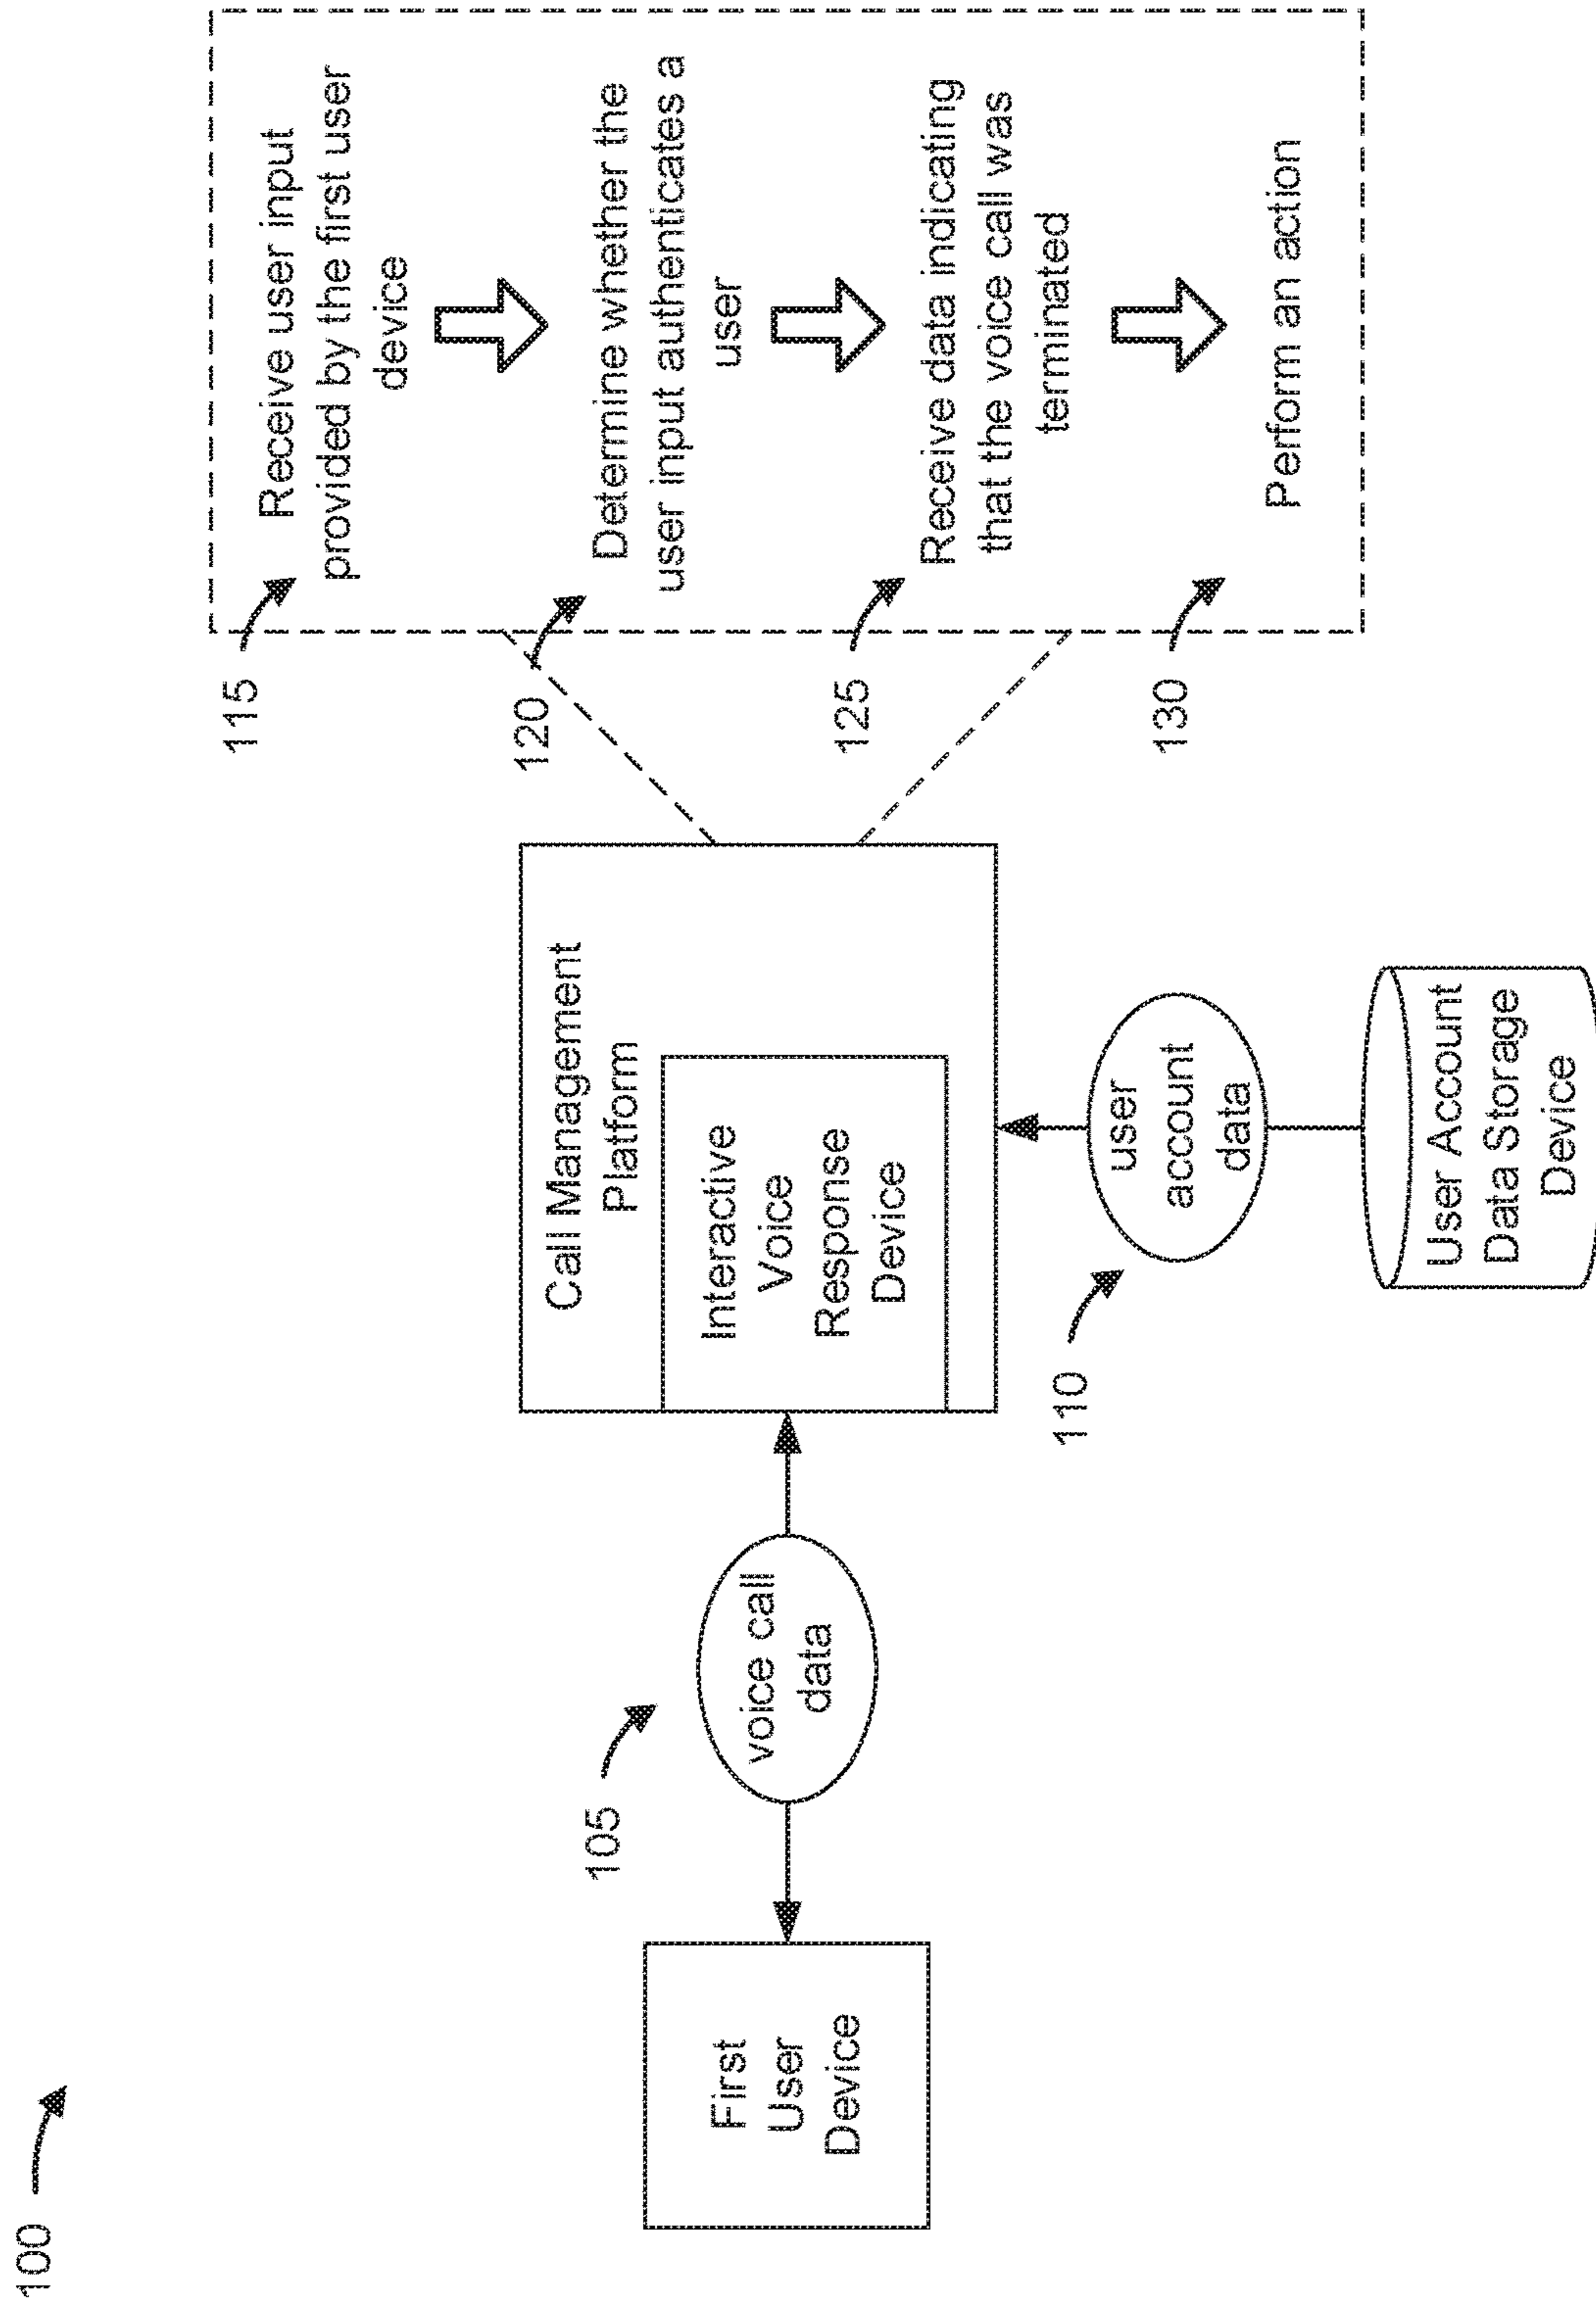 100
First
User
Device
105
voice call
data
Call Management
Platform
Interactive
Voice
Response
Device
110
user
account
data
User Account
Data Storage
Device
115
Receive user input
provided by the first user
device
120
Determine whether the
user input authenticates a
user
125
Receive data indicating
that the voice call was
terminated
130
Perform an action